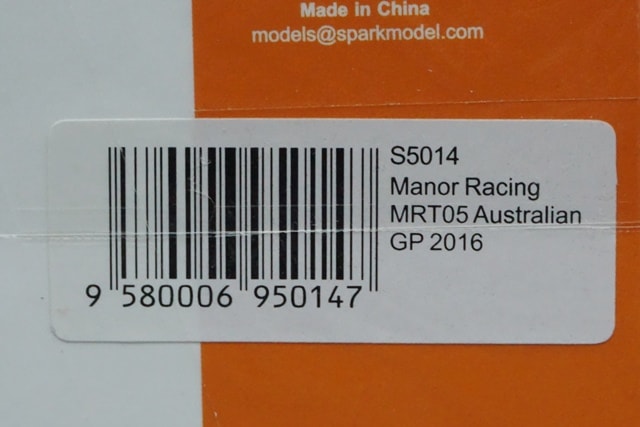 Made in China
models@sparkmodel.com
S5014
Manor Racing
MRT05 Australian
GP 2016
9 580006 950147